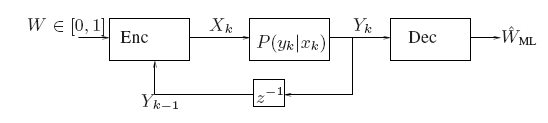 W ∈ [0, 1] Enc X_k P(y_k|x_k) Y_k Dec Ŵ_ML
Y_{k−1} z^{−1}